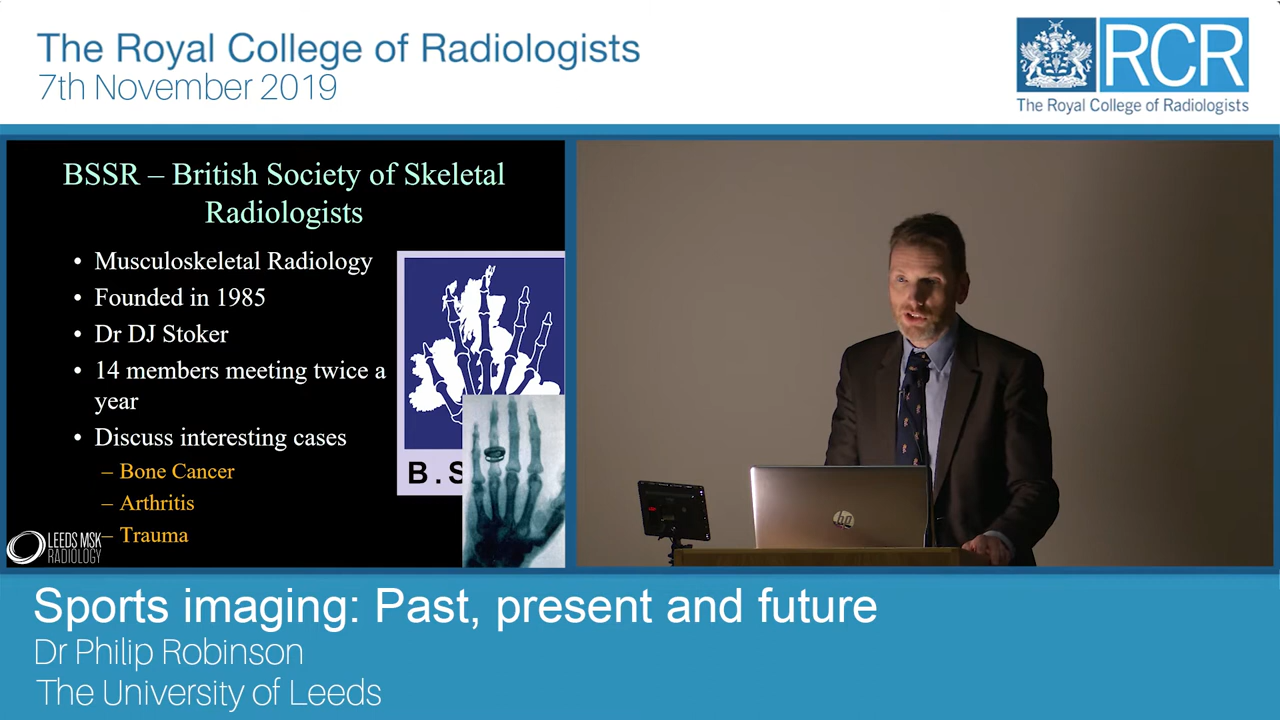 The Royal College of Radiologists
7th November 2019
RCR
The Royal College of Radiologists
BSSR – British Society of Skeletal
Radiologists
• Musculoskeletal Radiology
• Founded in 1985
• Dr DJ Stoker
• 14 members meeting twice a
year
• Discuss interesting cases
– Bone Cancer
– Arthritis
– Trauma
B.S
LEEDS MSK
RADIOLOGY
hp
Sports imaging: Past, present and future
Dr Philip Robinson
The University of Leeds